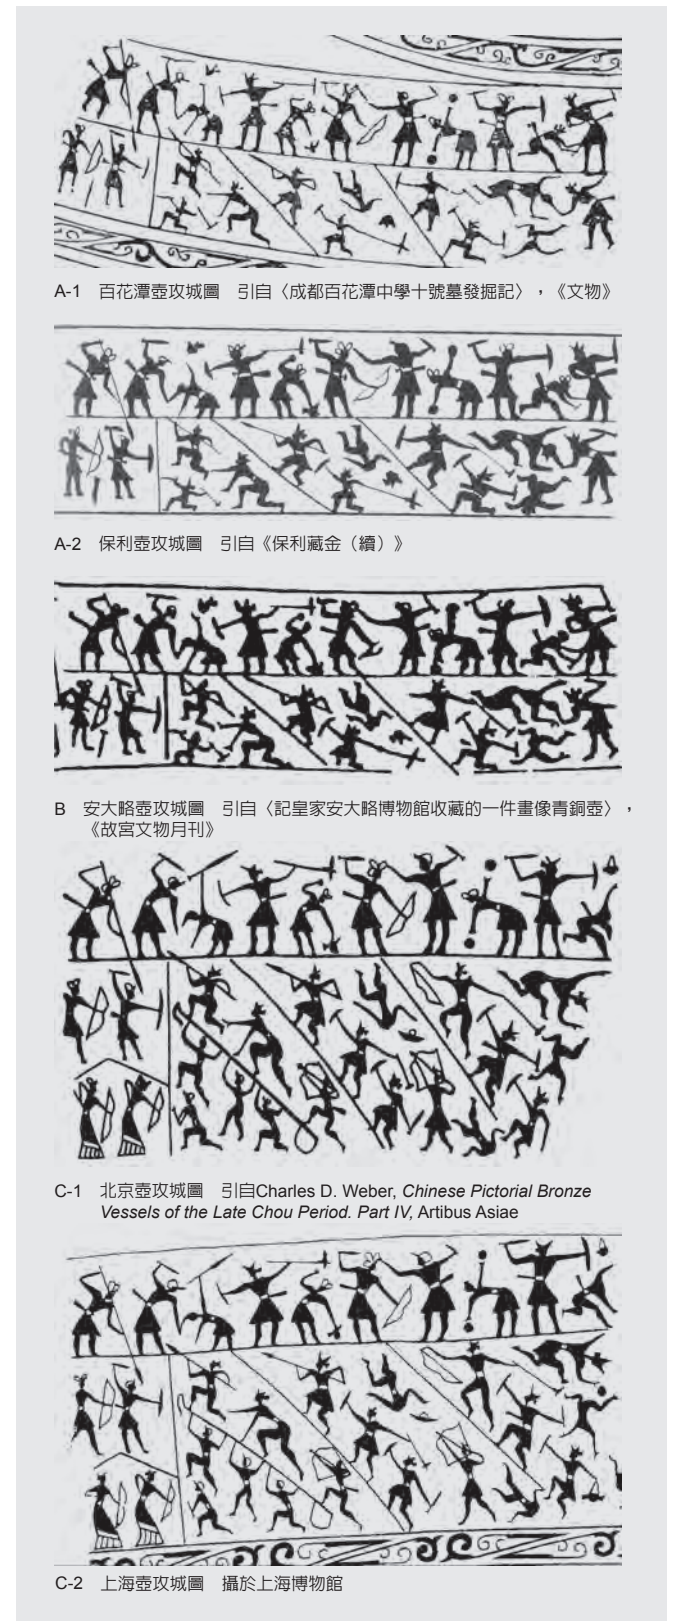 A-1 百花潭壺攻城圖 引自〈成都百花潭中學十號墓發掘記〉，《文物》
A-2 保利壺攻城圖 引自《保利藏金（續）》
B 安大略壺攻城圖 引自〈記皇家安大略博物館收藏的一件畫像青銅壺〉，
《故宮文物月刊》
C-1 北京壺攻城圖 引自Charles D. Weber, Chinese Pictorial Bronze
Vessels of the Late Chou Period. Part IV, Artibus Asiae
C-2 上海壺攻城圖 攝於上海博物館